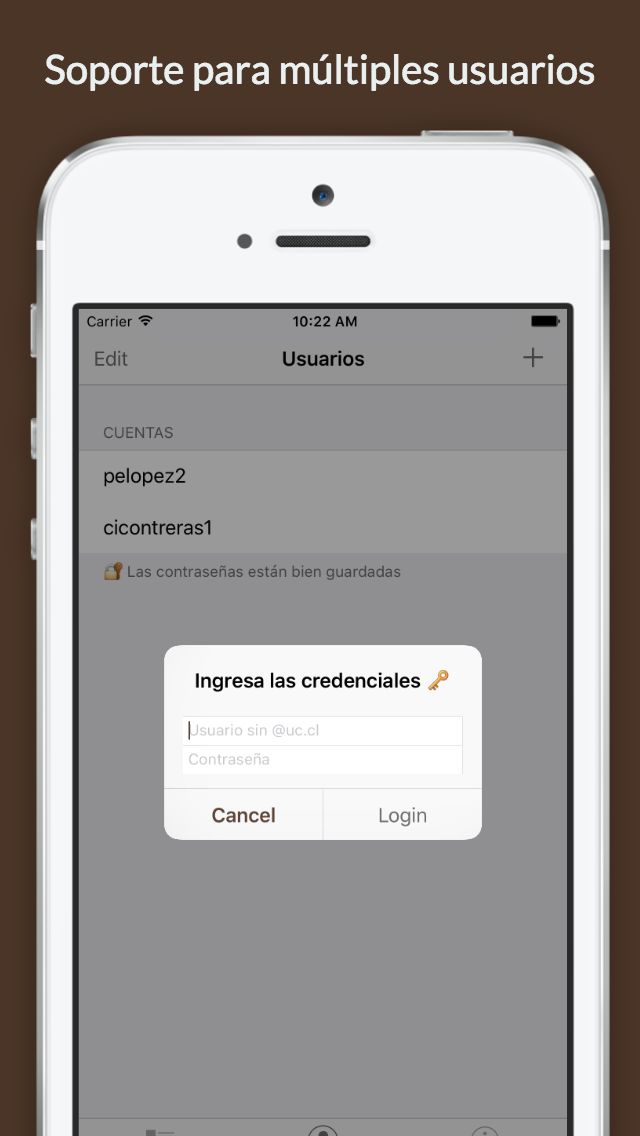 Soporte para múltiples usuarios
Carrier 10:22 AM
Edit Usuarios +
CUENTAS
pelopez2
cicontreras1
🔐 Las contraseñas están bien guardadas
Ingresa las credenciales 🔑
Usuario sin @uc.cl
Contraseña
Cancel Login